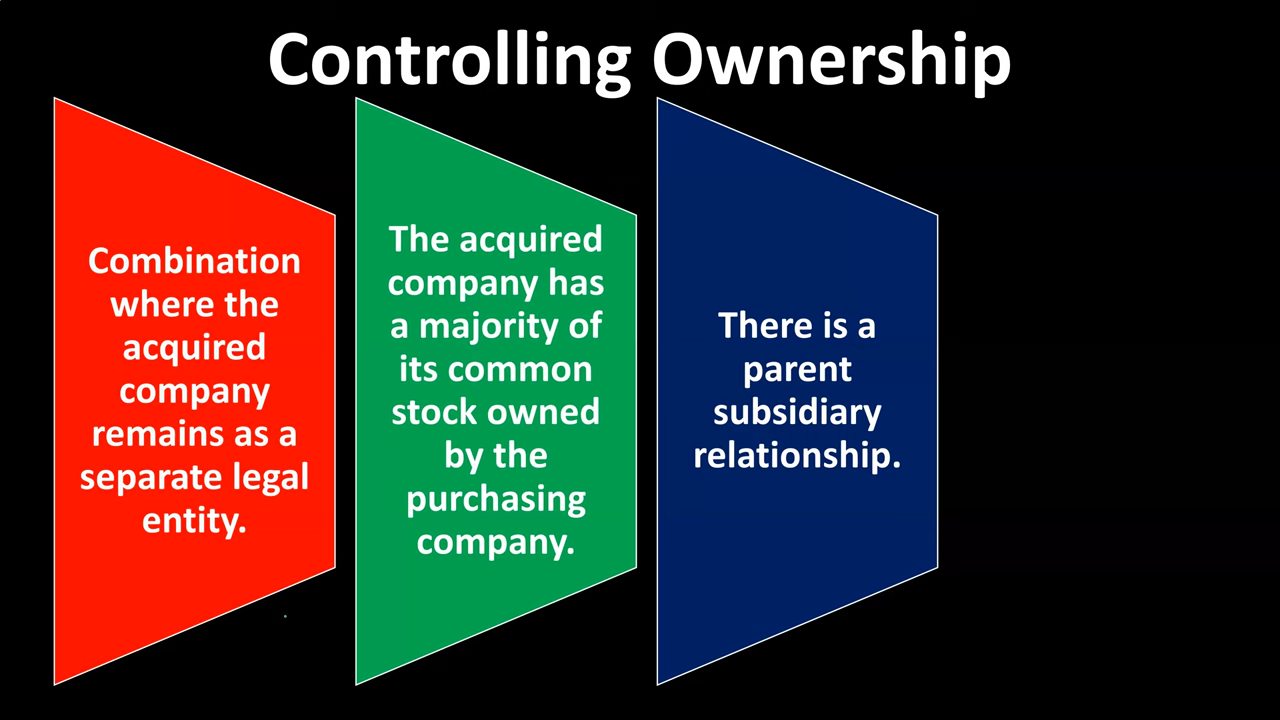 Controlling Ownership
Combination
where the
acquired
company
remains as a
separate legal
entity.
The acquired
company has
a majority of
its common
stock owned
by the
purchasing
company.
There is a
parent
subsidiary
relationship.